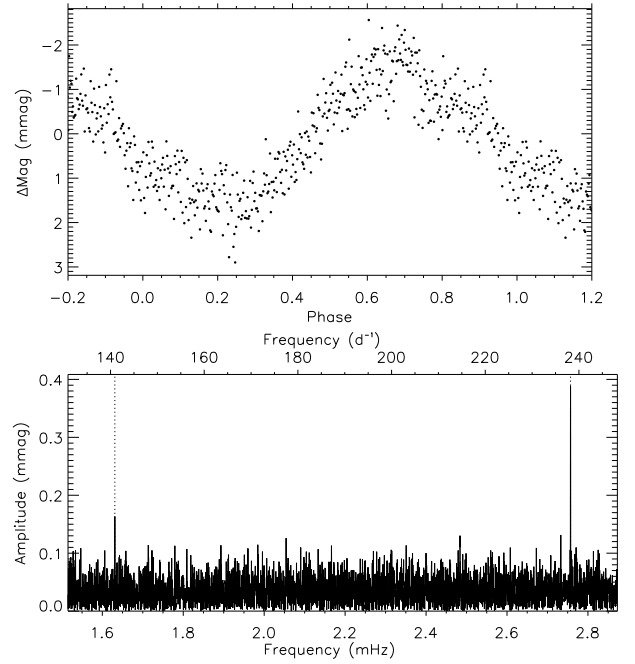 −2
−1
0
1
2
3
ΔMag (mmag)
−0.2 0.0 0.2 0.4 0.6 0.8 1.0 1.2
Phase
Frequency (d⁻¹)
140 160 180 200 220 240
0.4
0.3
0.2
0.1
0.0
Amplitude (mmag)
1.6 1.8 2.0 2.2 2.4 2.6 2.8
Frequency (mHz)